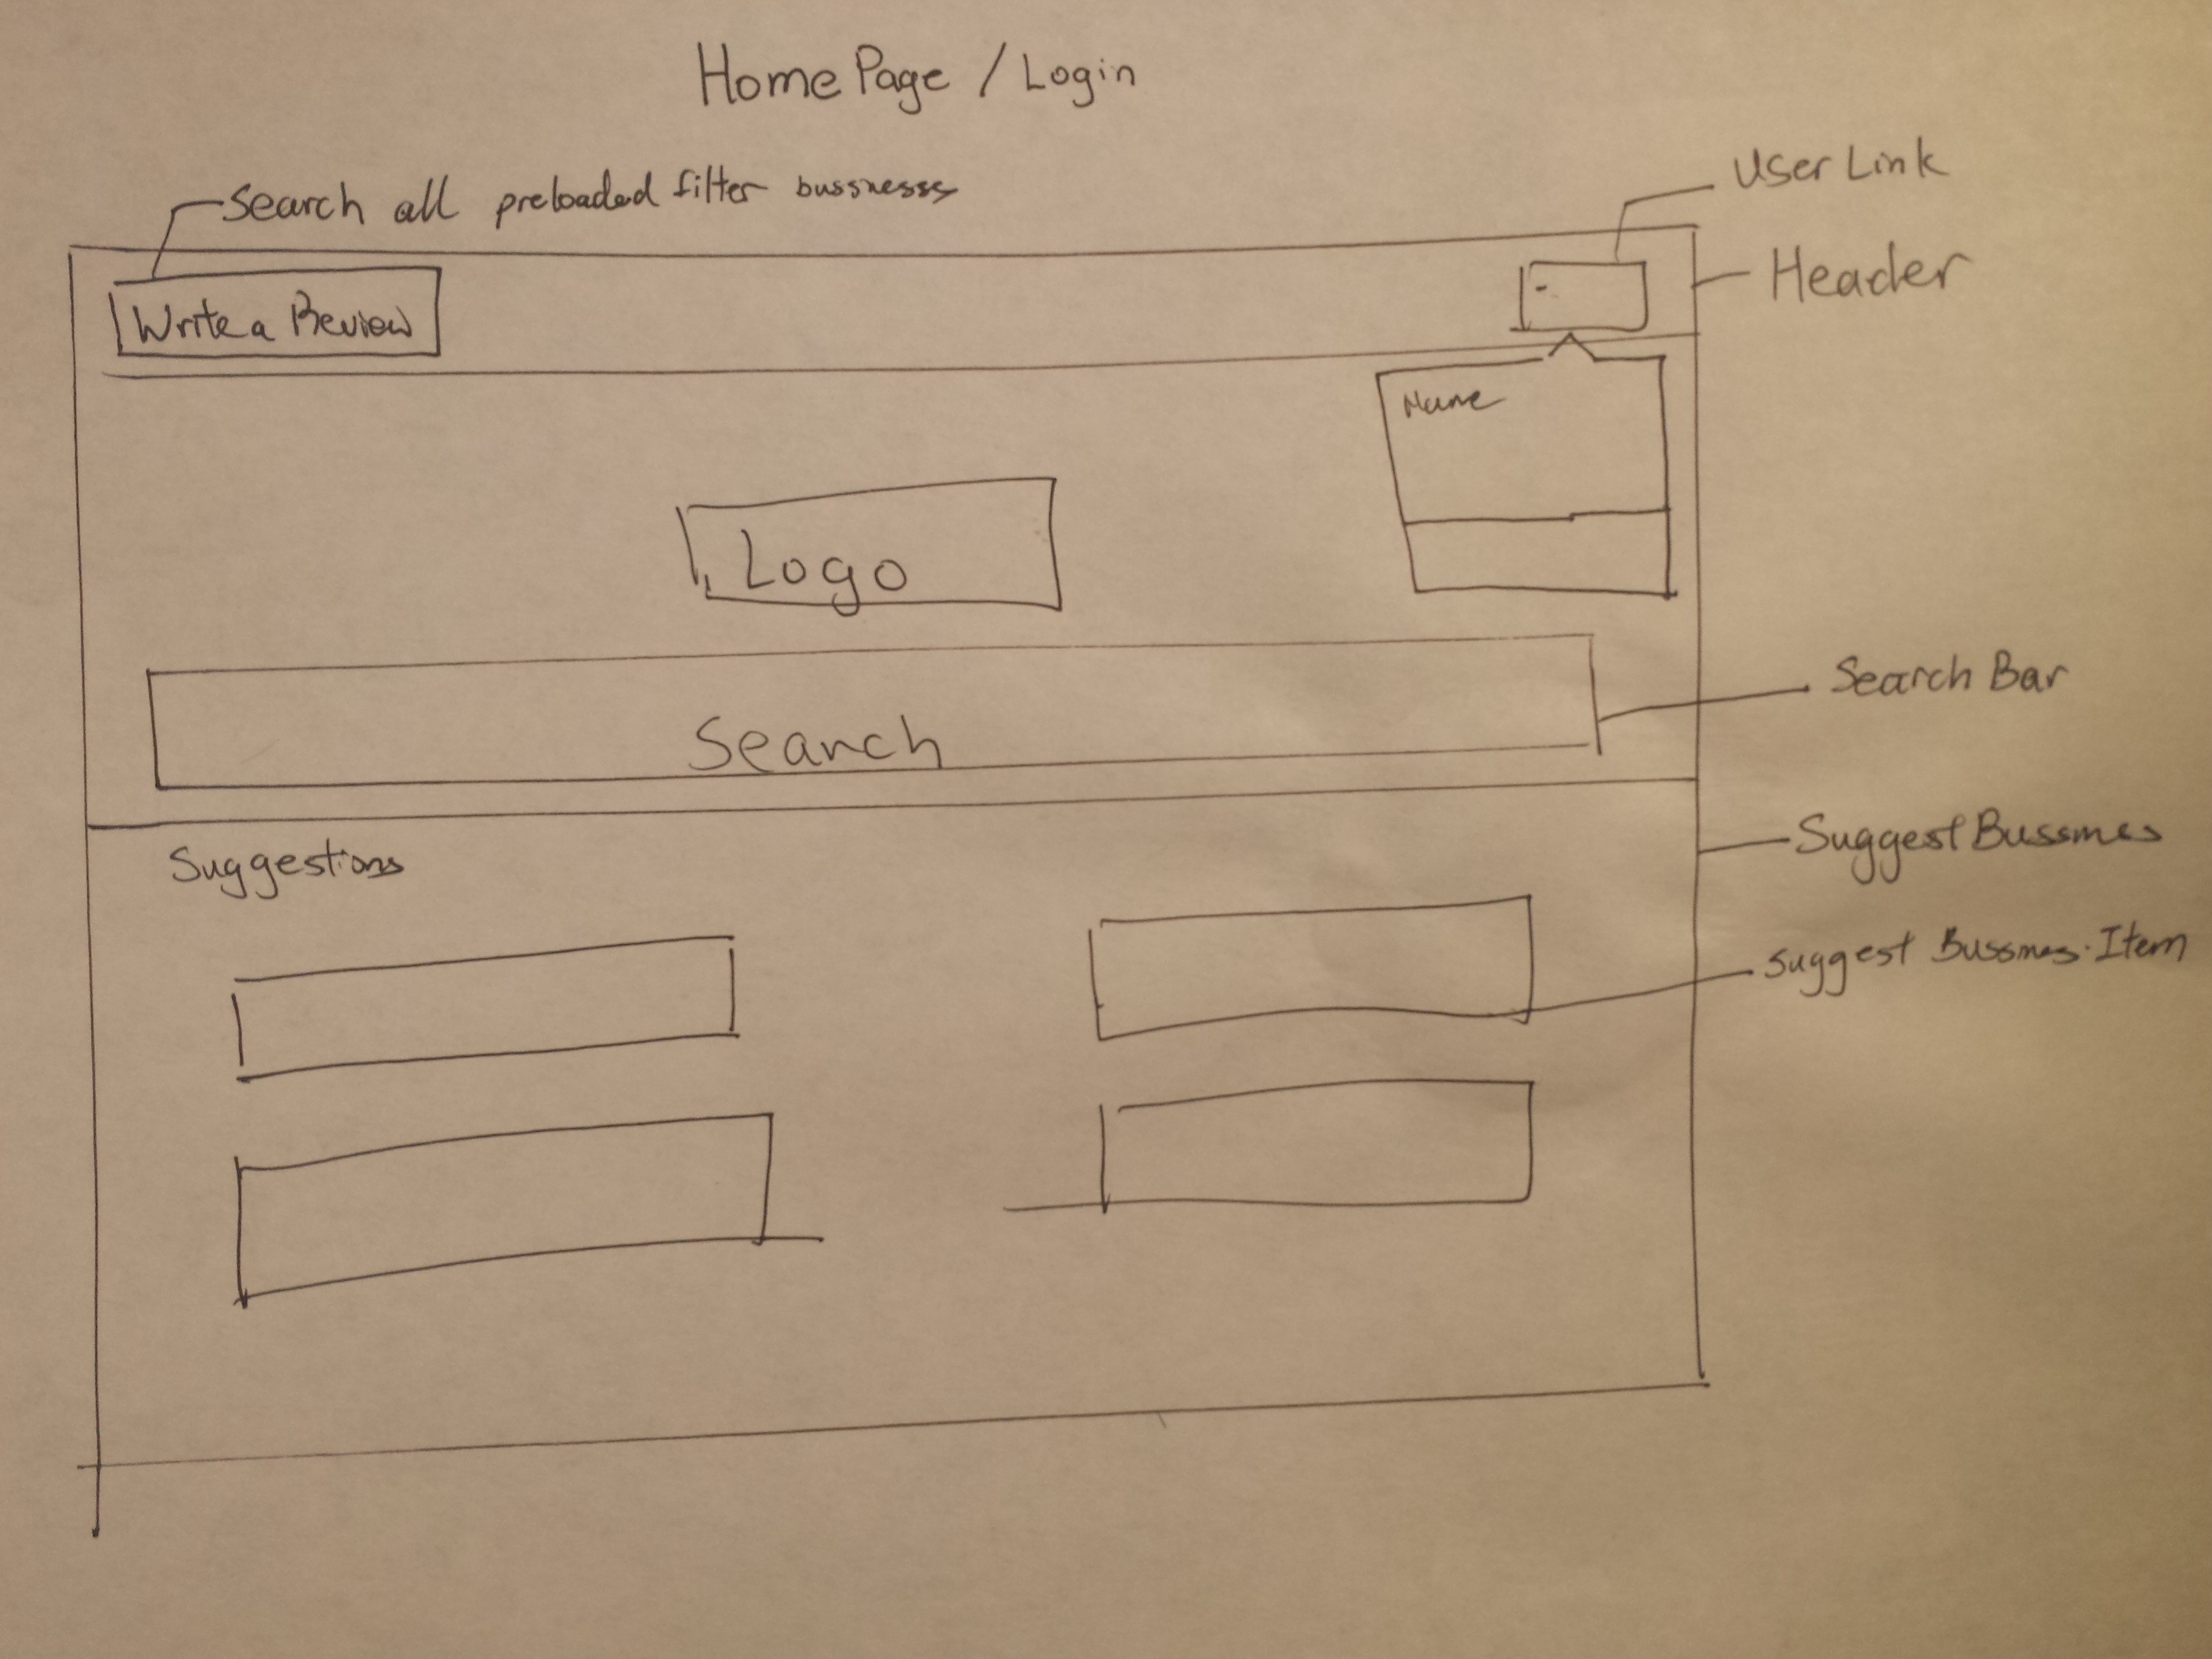 Home Page / Login
Search all preloaded filter bussnesss
User Link
Header
Write a Review
Name
Logo
Search Bar
Search
Suggest Bussnes
Suggestions
suggest Bussnes Item